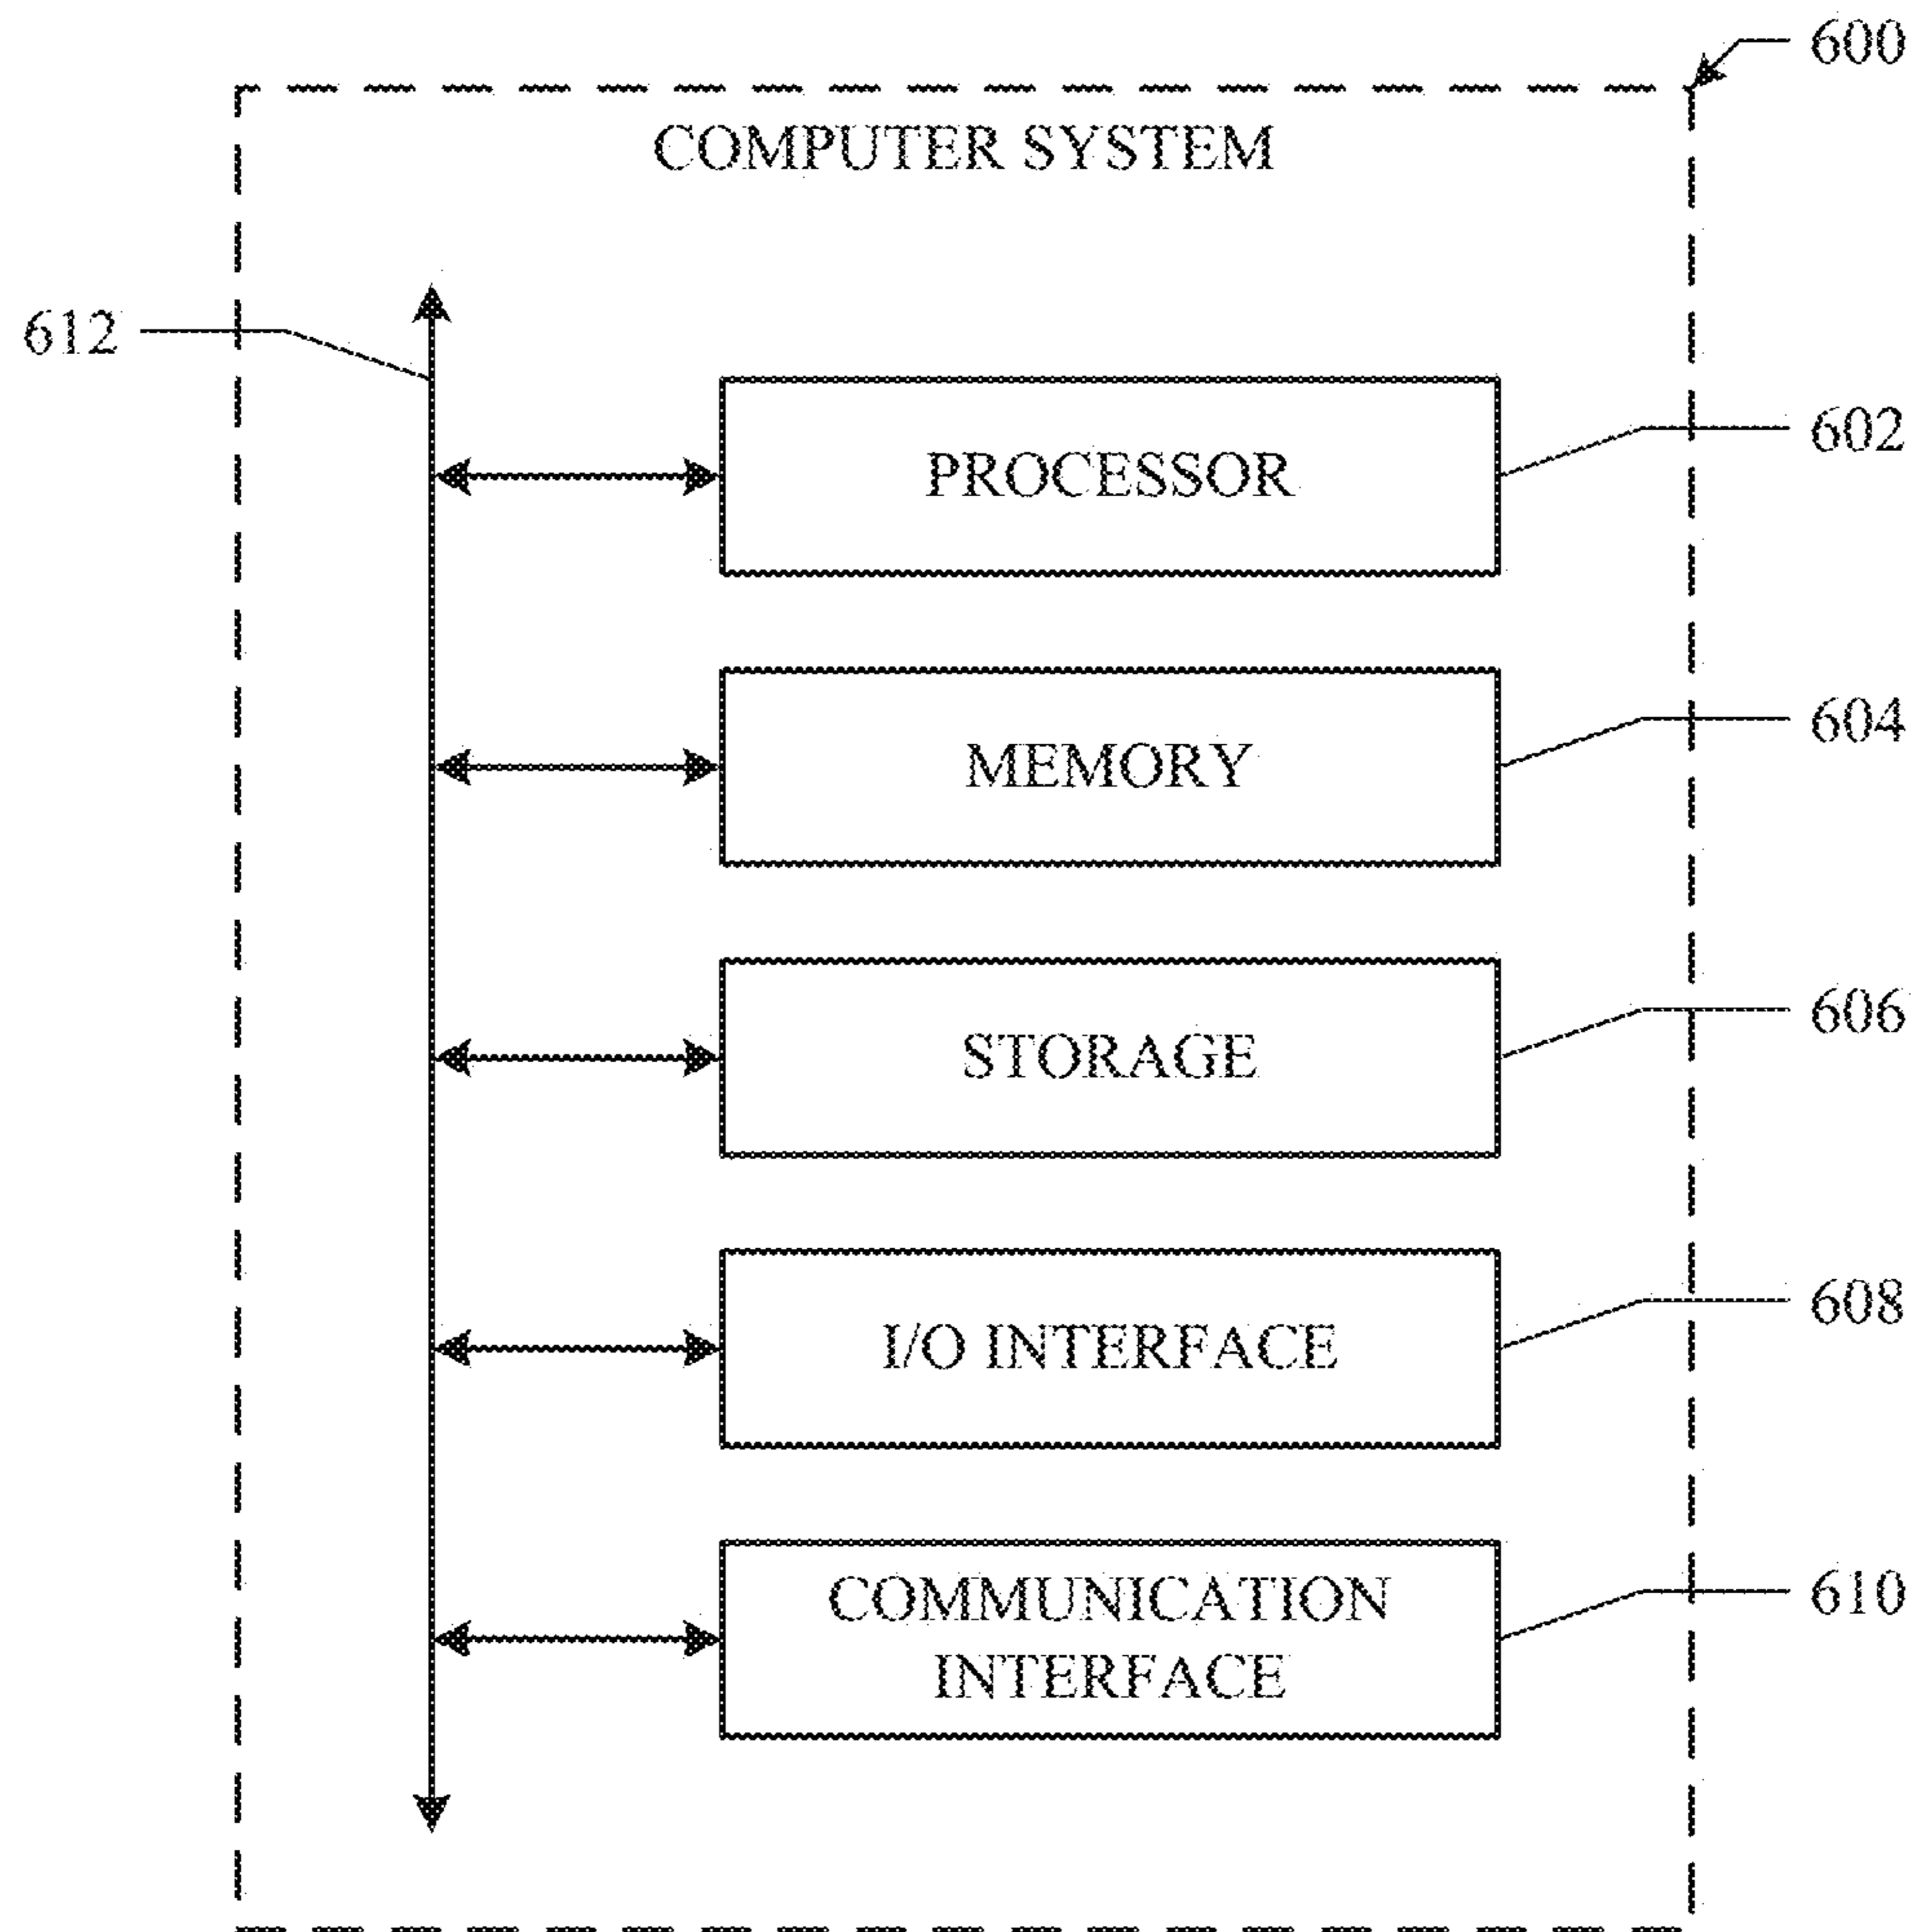 600
COMPUTER SYSTEM
612
PROCESSOR
602
MEMORY
604
STORAGE
606
I/O INTERFACE
608
COMMUNICATION
INTERFACE
610